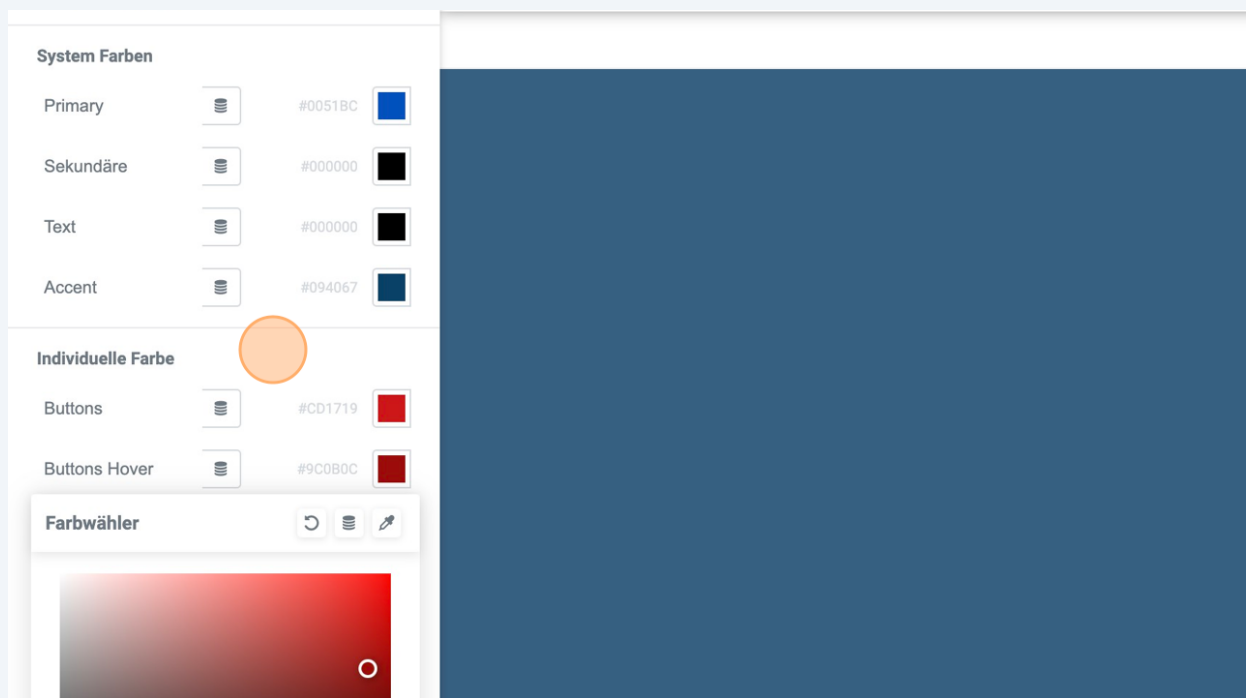 System Farben
Primary #0051BC
Sekundäre #000000
Text #000000
Accent #094067
Individuelle Farbe
Buttons #CD1719
Buttons Hover #9C0B0C
Farbwähler